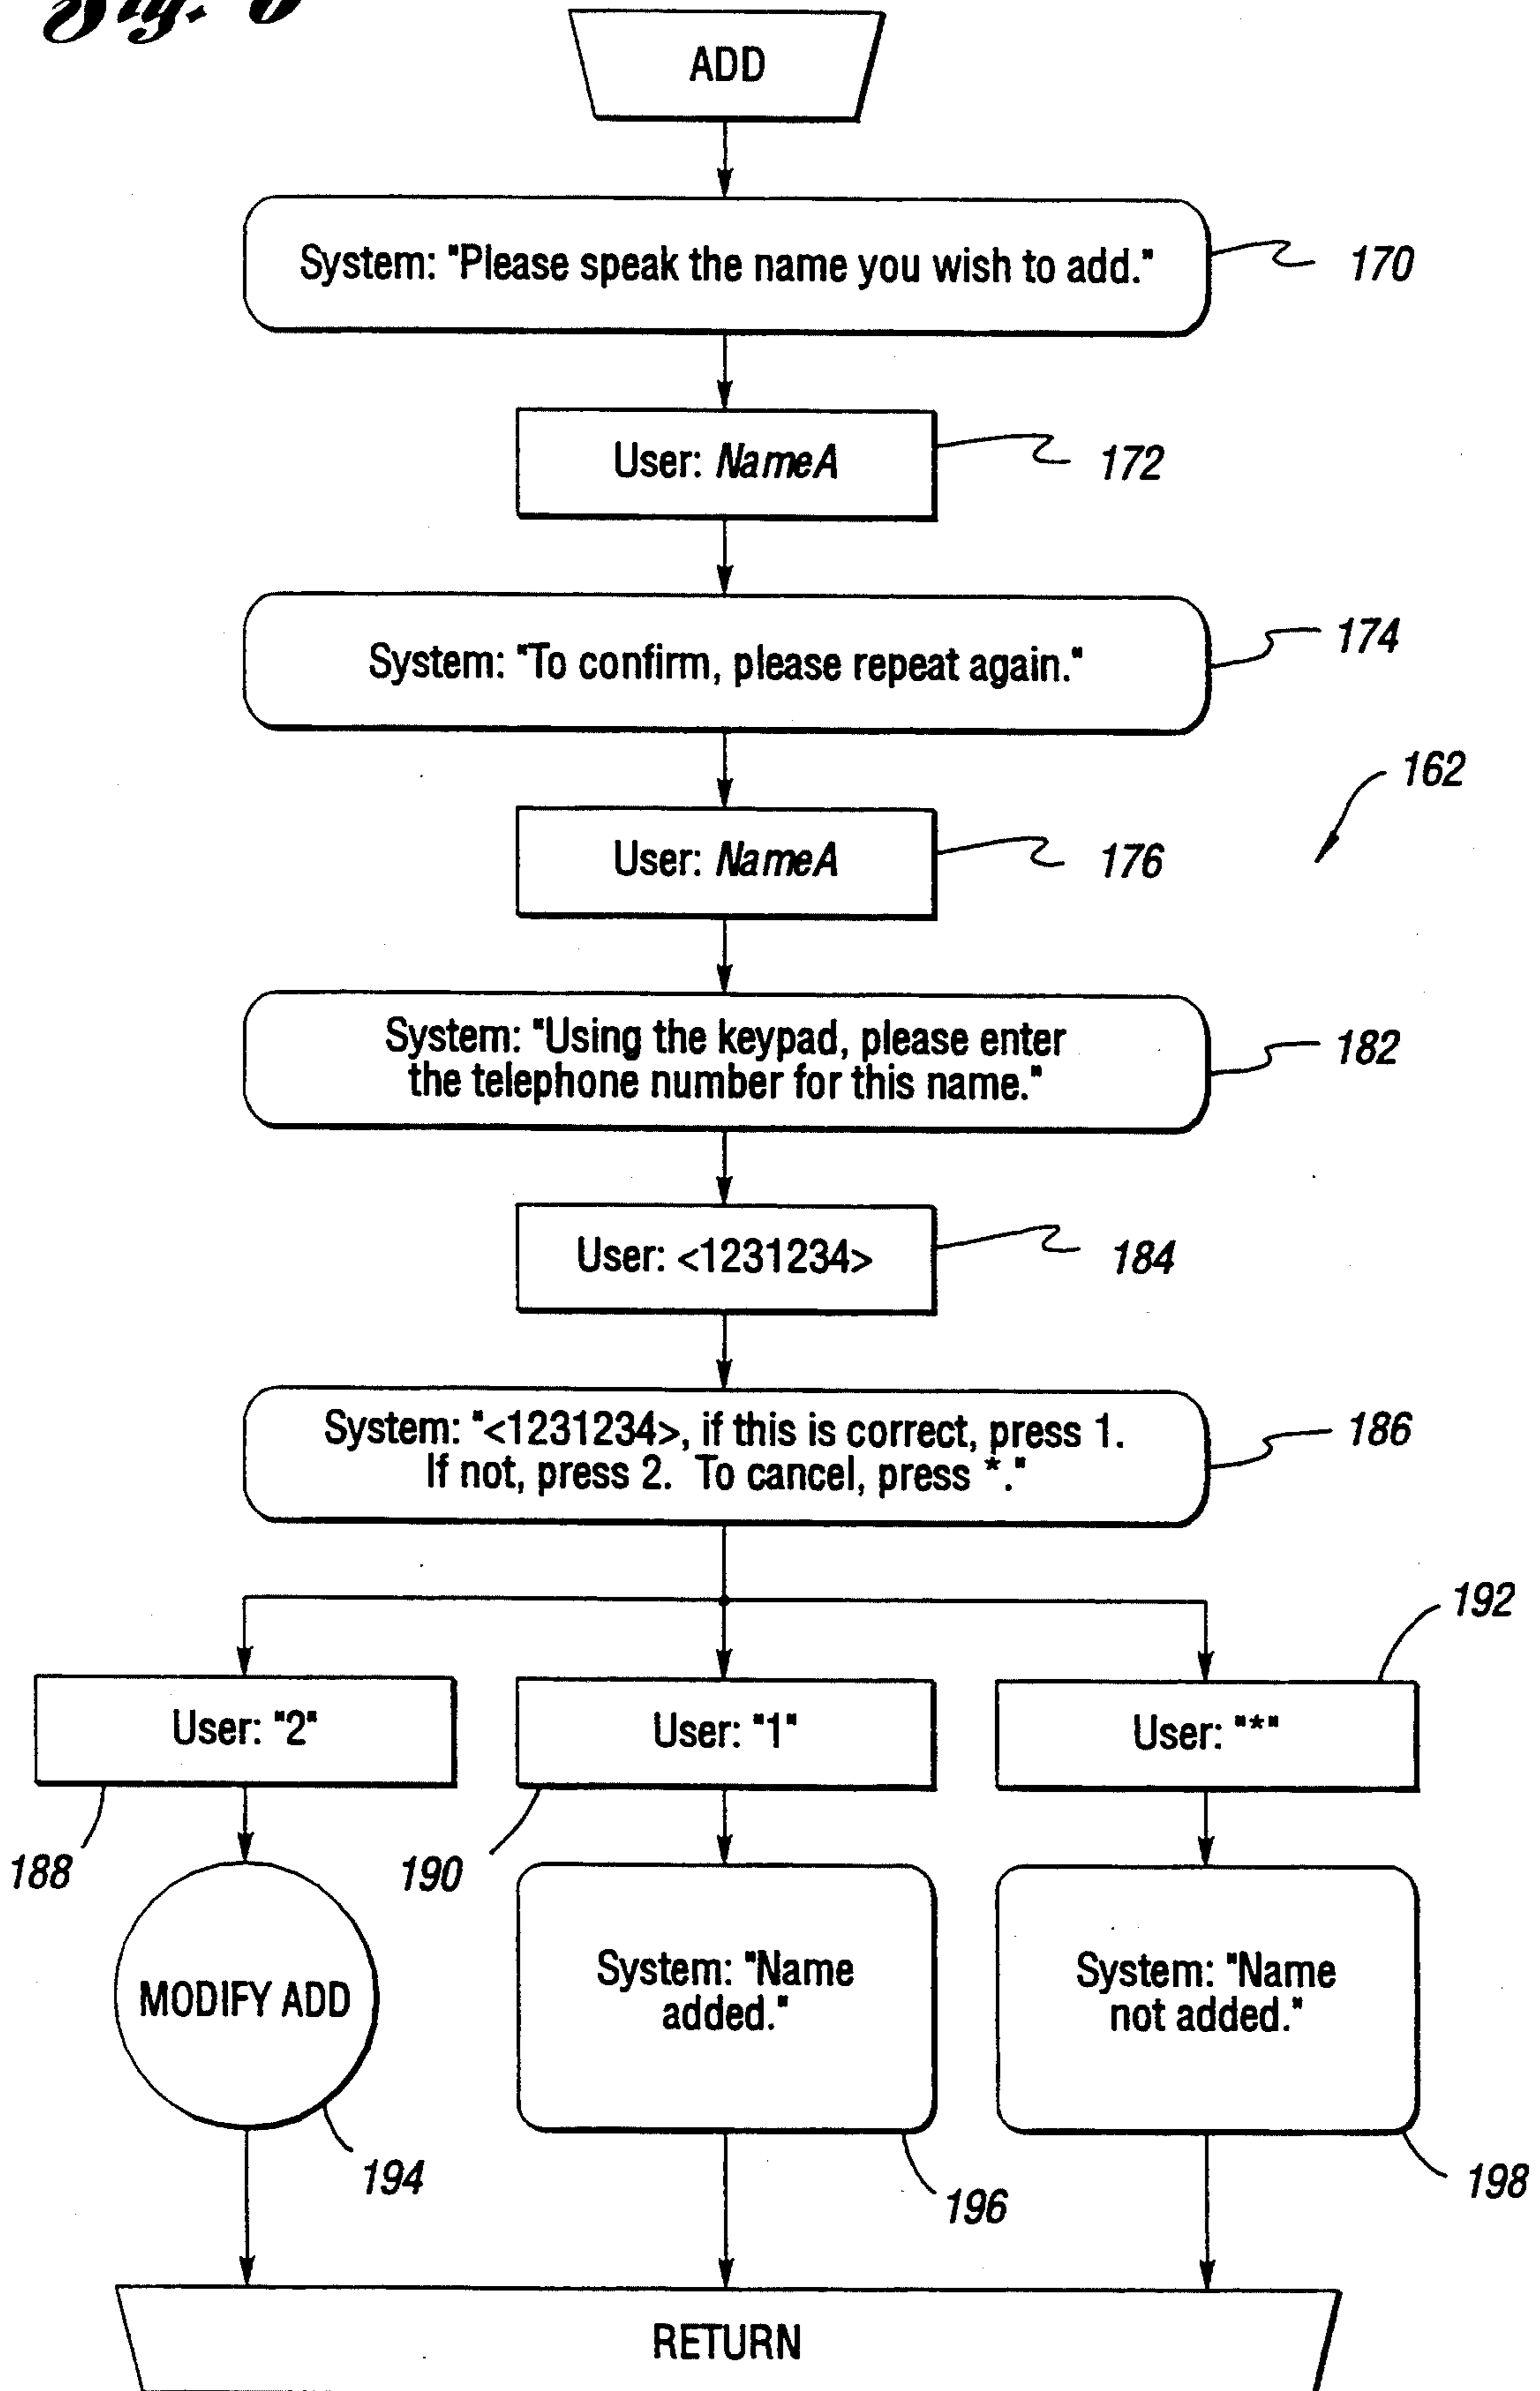 ADD
System: "Please speak the name you wish to add."
170
User: NameA
172
System: "To confirm, please repeat again."
174
162
User: NameA
176
System: "Using the keypad, please enter
the telephone number for this name."
182
User: <1231234>
184
System: "<1231234>, if this is correct, press 1.
If not, press 2. To cancel, press *."
186
192
User: "2"
User: "1"
User: "*"
188
190
MODIFY ADD
System: "Name
added."
System: "Name
not added."
194
196
198
RETURN